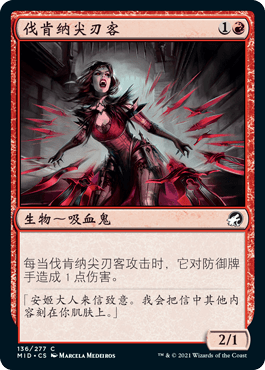 伐肯纳尖刃客
1
生物～吸血鬼
每当伐肯纳尖刃客攻击时，它对防御牌
手造成1点伤害。
「安姬大人来信致意。我会把信中其他内
容刻在你肌肤上。」
2/1
136/277 C
MID • CS MARCELA MEDEIROS
™ & © 2021 Wizards of the Coast